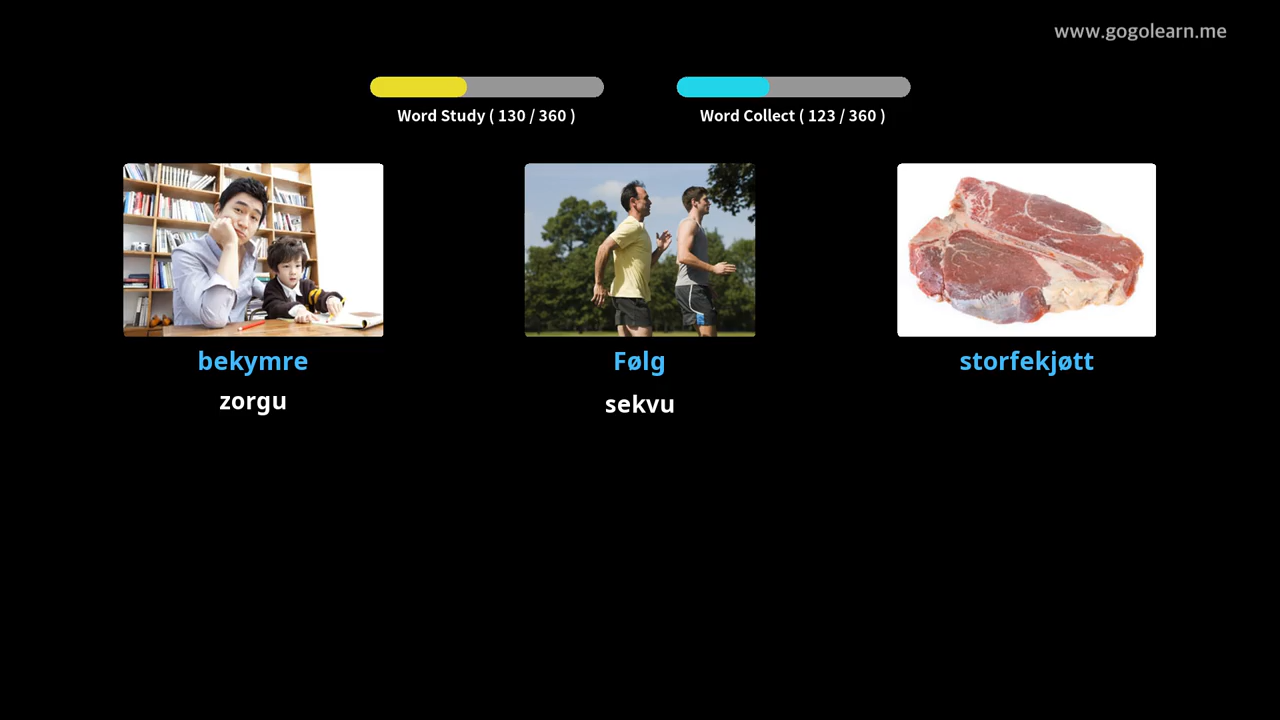 www.gogolearn.me
Word Study ( 130 / 360 )
Word Collect ( 123 / 360 )
bekymre
Følg
storfekjøtt
zorgu
sekvu